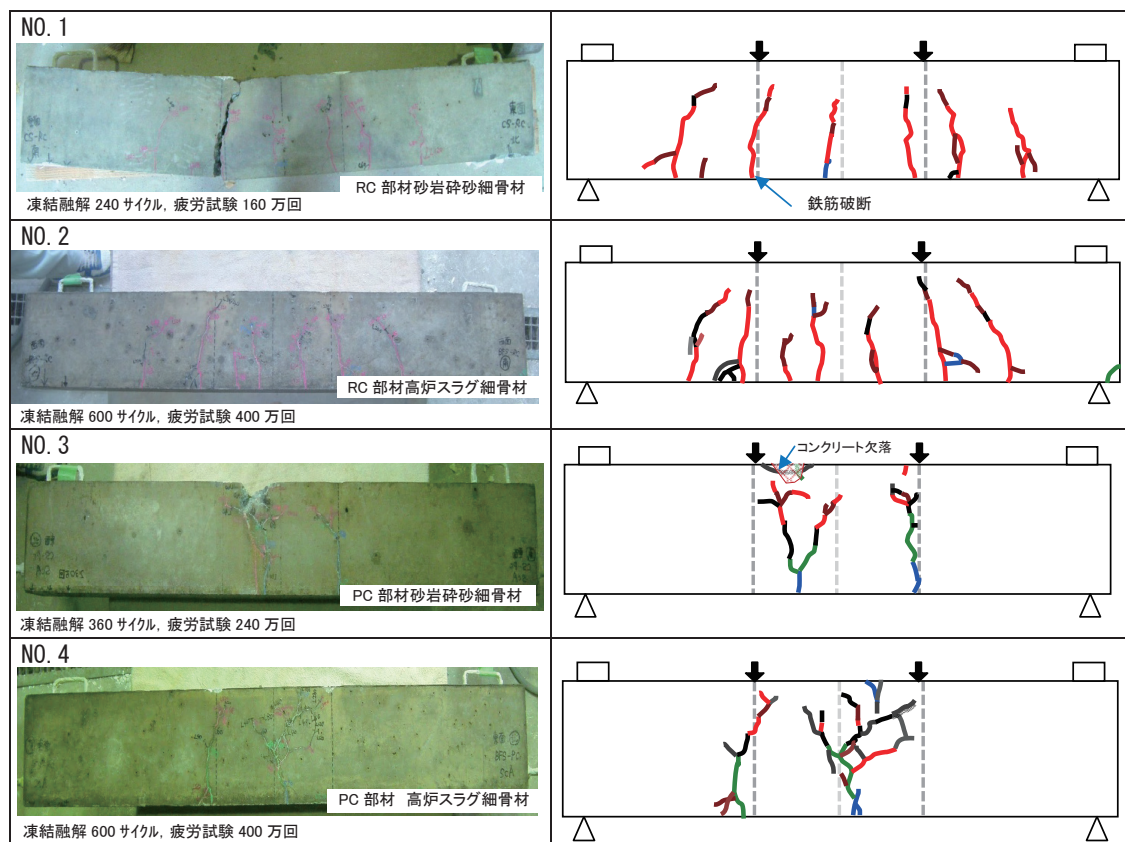 NO. 1
RC 部材砂岩砕砂細骨材
凍結融解 240 サイクル, 疲労試験 160 万回
鉄筋破断
NO. 2
RC 部材高炉スラグ細骨材
凍結融解 600 サイクル, 疲労試験 400 万回
NO. 3
PC 部材砂岩砕砂細骨材
凍結融解 360 サイクル, 疲労試験 240 万回
コンクリート欠落
NO. 4
PC 部材 高炉スラグ細骨材
凍結融解 600 サイクル, 疲労試験 400 万回